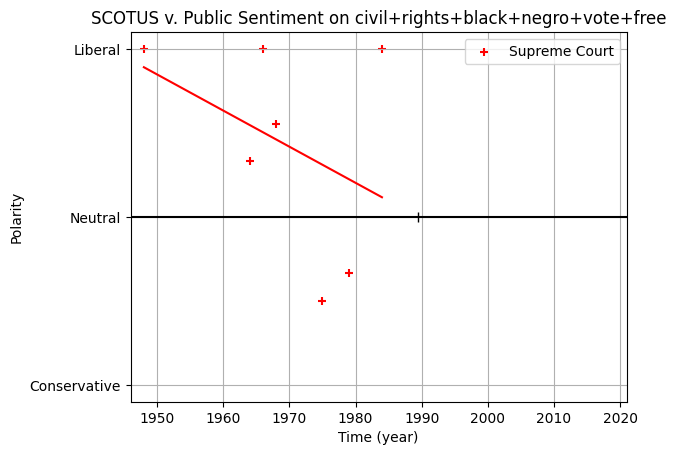 SCOTUS v. Public Sentiment on civil+rights+black+negro+vote+free
Liberal
Supreme Court
Polarity
Neutral
Conservative
1950 1960 1970 1980 1990 2000 2010 2020
Time (year)